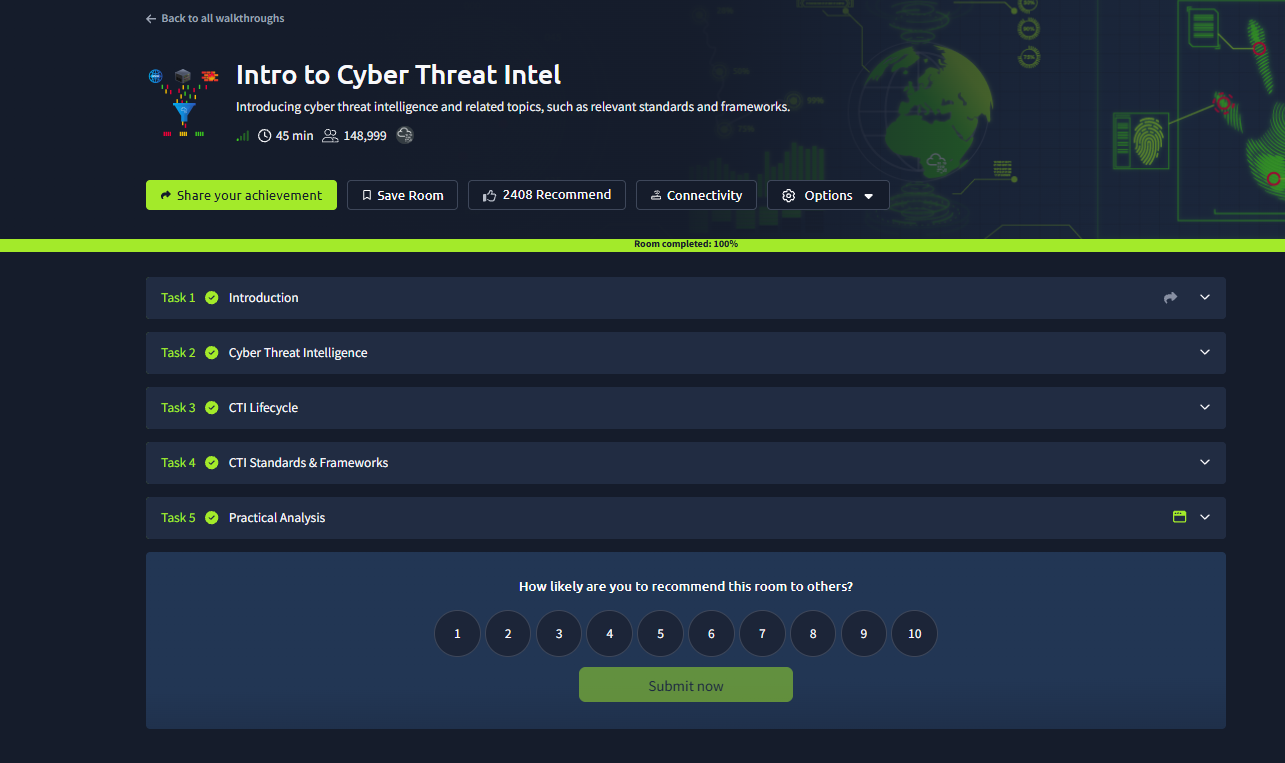 Back to all walkthroughs
Intro to Cyber Threat Intel
Introducing cyber threat intelligence and related topics, such as relevant standards and frameworks.
45 min 148,999
Share your achievement Save Room 2408 Recommend Connectivity Options
Room completed: 100%
Task 1 Introduction
Task 2 Cyber Threat Intelligence
Task 3 CTI Lifecycle
Task 4 CTI Standards & Frameworks
Task 5 Practical Analysis
How likely are you to recommend this room to others?
1 2 3 4 5 6 7 8 9 10
Submit now